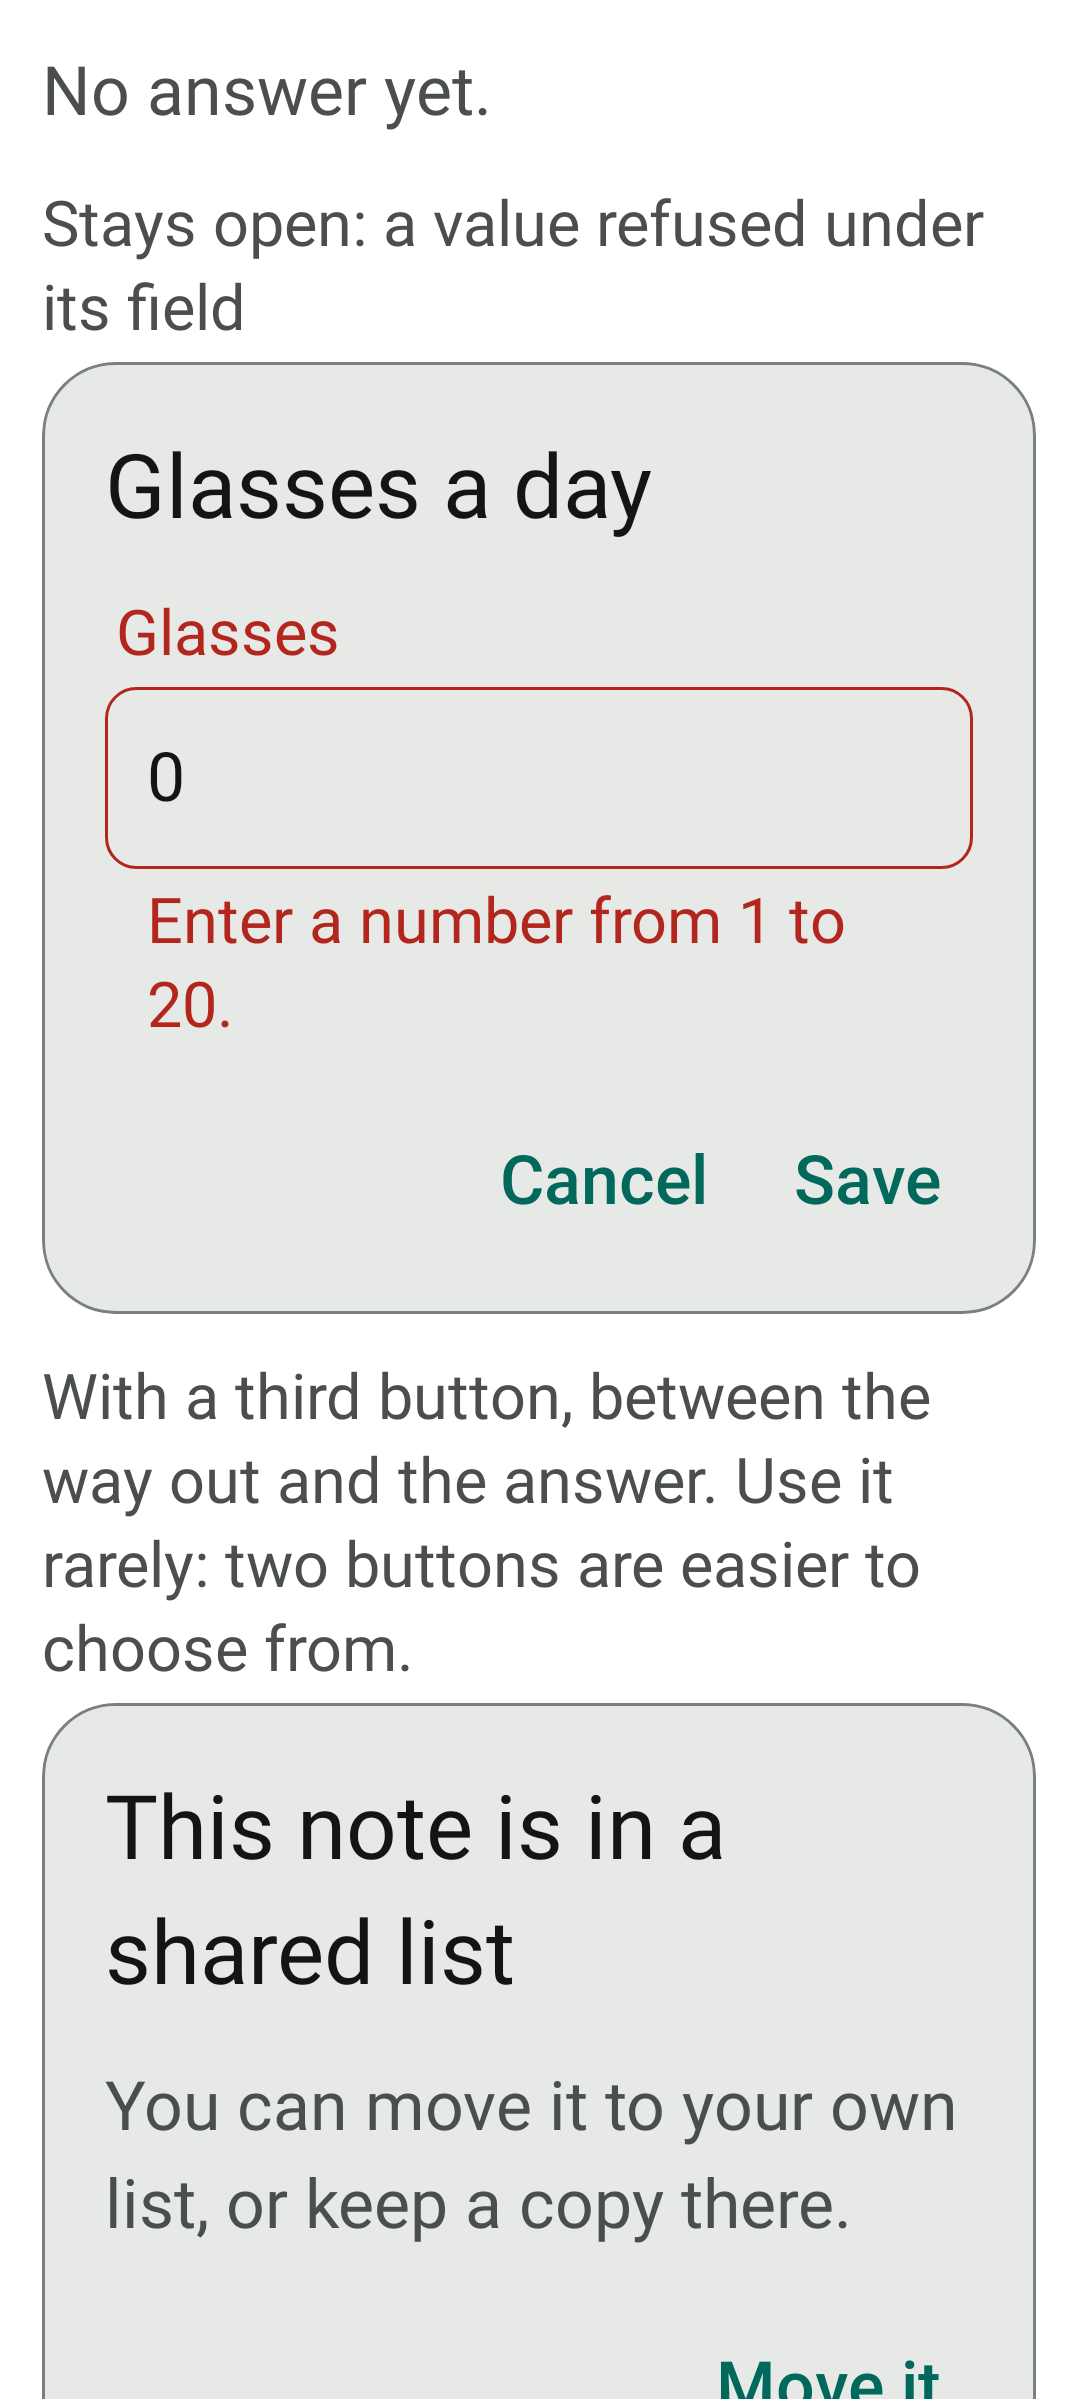 No answer yet.
Stays open: a value refused under
its field
Glasses a day
Glasses
0
Enter a number from 1 to
20.
Cancel Save
With a third button, between the
way out and the answer. Use it
rarely: two buttons are easier to
choose from.
This note is in a
shared list
You can move it to your own
list, or keep a copy there.
Move it